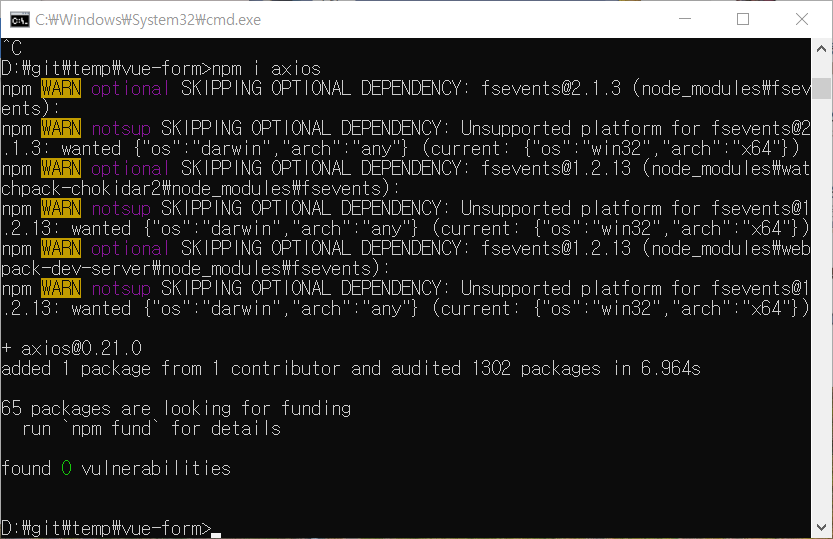 C:₩Windows₩System32₩cmd.exe
^C
D:₩git₩temp₩vue-form>npm i axios
npm WARN optional SKIPPING OPTIONAL DEPENDENCY: fsevents@2.1.3 (node_modules₩fsev
ents):
npm WARN notsup SKIPPING OPTIONAL DEPENDENCY: Unsupported platform for fsevents@2
.1.3: wanted {"os":"darwin","arch":"any"} (current: {"os":"win32","arch":"x64"})
npm WARN optional SKIPPING OPTIONAL DEPENDENCY: fsevents@1.2.13 (node_modules₩wat
chpack-chokidar2₩node_modules₩fsevents):
npm WARN notsup SKIPPING OPTIONAL DEPENDENCY: Unsupported platform for fsevents@1
.2.13: wanted {"os":"darwin","arch":"any"} (current: {"os":"win32","arch":"x64"})
npm WARN optional SKIPPING OPTIONAL DEPENDENCY: fsevents@1.2.13 (node_modules₩web
pack-dev-server₩node_modules₩fsevents):
npm WARN notsup SKIPPING OPTIONAL DEPENDENCY: Unsupported platform for fsevents@1
.2.13: wanted {"os":"darwin","arch":"any"} (current: {"os":"win32","arch":"x64"})
+ axios@0.21.0
added 1 package from 1 contributor and audited 1302 packages in 6.964s
65 packages are looking for funding
  run `npm fund` for details
found 0 vulnerabilities
D:₩git₩temp₩vue-form>